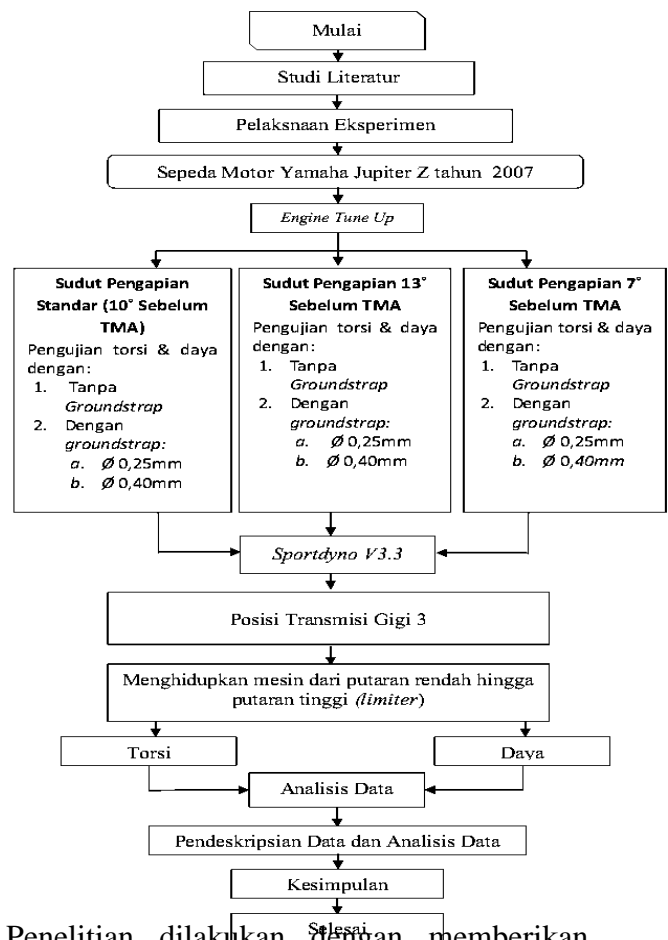 Mulai
Studi Literatur
Pelaksnaan Eksperimen
Sepeda Motor Yamaha Jupiter Z tahun 2007
Engine Tune Up
Sudut Pengapian
Standar (10° Sebelum
TMA)
Pengujian torsi & daya
dengan:
1. Tanpa
Groundstrap
2. Dengan
groundstrap:
a. Ø 0,25mm
b. Ø 0,40mm
Sudut Pengapian 13°
Sebelum TMA
Pengujian torsi & daya
dengan:
1. Tanpa
Groundstrap
2. Dengan
groundstrap:
a. Ø 0,25mm
b. Ø 0,40mm
Sudut Pengapian 7°
Sebelum TMA
Pengujian torsi & daya
dengan:
1. Tanpa
Groundstrap
2. Dengan
groundstrap:
a. Ø 0,25mm
b. Ø 0,40mm
Sportdyno V3.3
Posisi Transmisi Gigi 3
Menghidupkan mesin dari putaran rendah hingga
putaran tinggi (limiter)
Torsi
Daya
Analisis Data
Pendeskripsian Data dan Analisis Data
Kesimpulan
Selesai
Penelitian dilakukan dengan memberikan